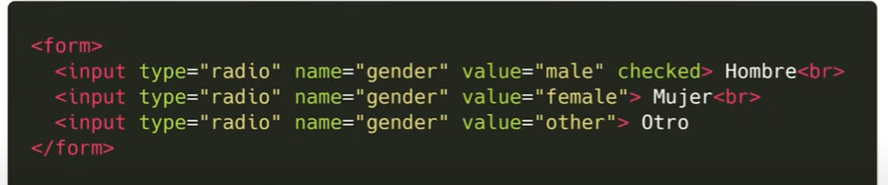 <form>
  <input type="radio" name="gender" value="male" checked> Hombre<br>
  <input type="radio" name="gender" value="female"> Mujer<br>
  <input type="radio" name="gender" value="other"> Otro
</form>